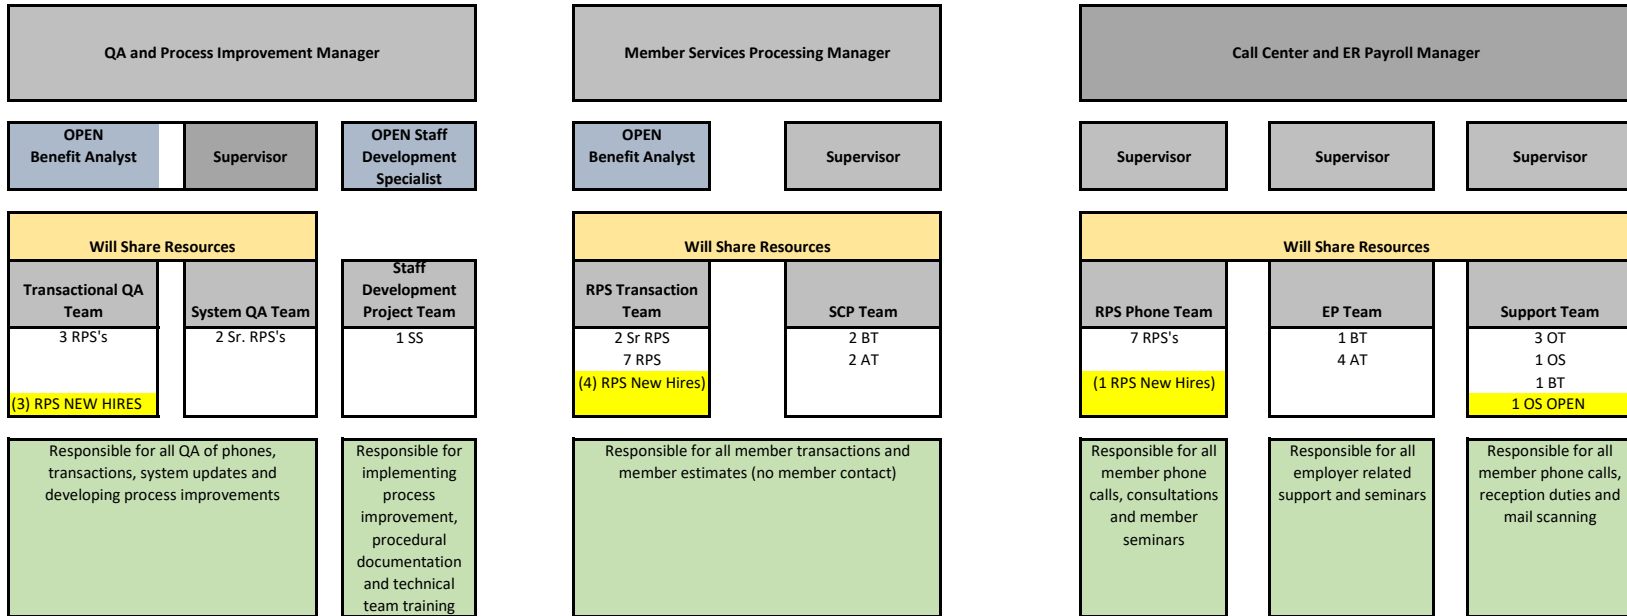 QA and Process Improvement Manager
Member Services Processing Manager
Call Center and ER Payroll Manager
OPEN
Benefit Analyst
Supervisor
OPEN Staff
Development
Specialist
OPEN
Benefit Analyst
Supervisor
Supervisor
Supervisor
Supervisor
Will Share Resources
Will Share Resources
Will Share Resources
Transactional QA
Team
System QA Team
Staff
Development
Project Team
RPS Transaction
Team
SCP Team
RPS Phone Team
EP Team
Support Team
3 RPS's
(3) RPS NEW HIRES
2 Sr. RPS's
1 SS
2 Sr RPS
7 RPS
(4) RPS New Hires)
2 BT
2 AT
7 RPS's
(1 RPS New Hires)
1 BT
4 AT
3 OT
1 OS
1 BT
1 OS OPEN
Responsible for all QA of phones,
transactions, system updates and
developing process improvements
Responsible for
implementing
process
improvement,
procedural
documentation
and technical
team training
Responsible for all member transactions and
member estimates (no member contact)
Responsible for all
member phone
calls, consultations
and member
seminars
Responsible for all
employer related
support and seminars
Responsible for all
member phone calls,
reception duties and
mail scanning